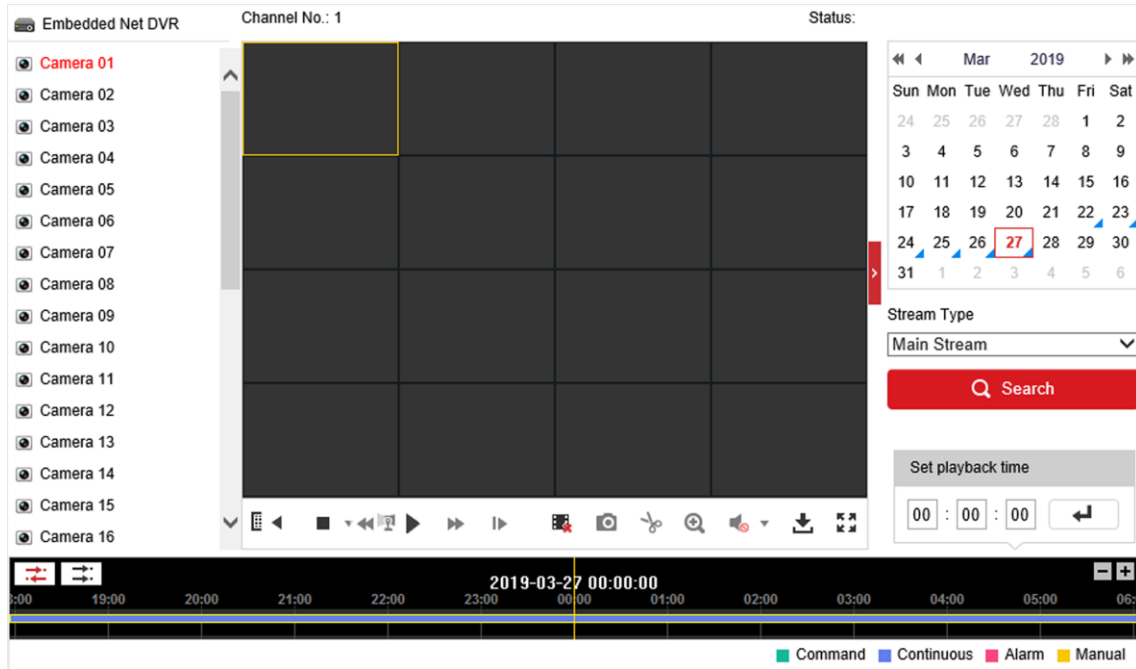 Embedded Net DVR
Channel No.: 1
Status:
Camera 01
Camera 02
Camera 03
Camera 04
Camera 05
Camera 06
Camera 07
Camera 08
Camera 09
Camera 10
Camera 11
Camera 12
Camera 13
Camera 14
Camera 15
Camera 16
Mar 2019
Sun Mon Tue Wed Thu Fri Sat
24 25 26 27 28 1 2
3 4 5 6 7 8 9
10 11 12 13 14 15 16
17 18 19 20 21 22 23
24 25 26 27 28 29 30
31 1 2 3 4 5 6
Stream Type
Main Stream
Search
Set playback time
00 : 00 : 00
2019-03-27 00:00:00
19:00 20:00 21:00 22:00 23:00 00:00 01:00 02:00 03:00 04:00 05:00
Command Continuous Alarm Manual